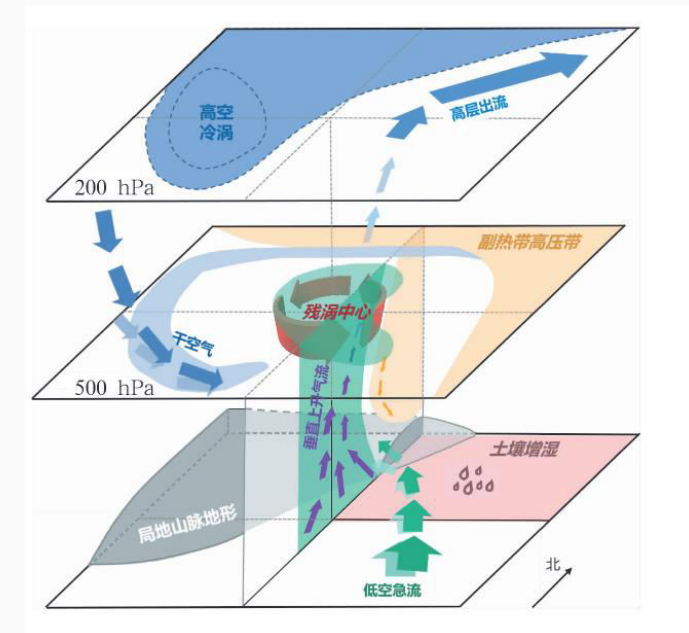 高空
冷涡
高层出流
200 hPa
副热带高压带
残涡中心
干空气
500 hPa
垂直上升气流
土壤增湿
局地山脉地形
北
低空急流